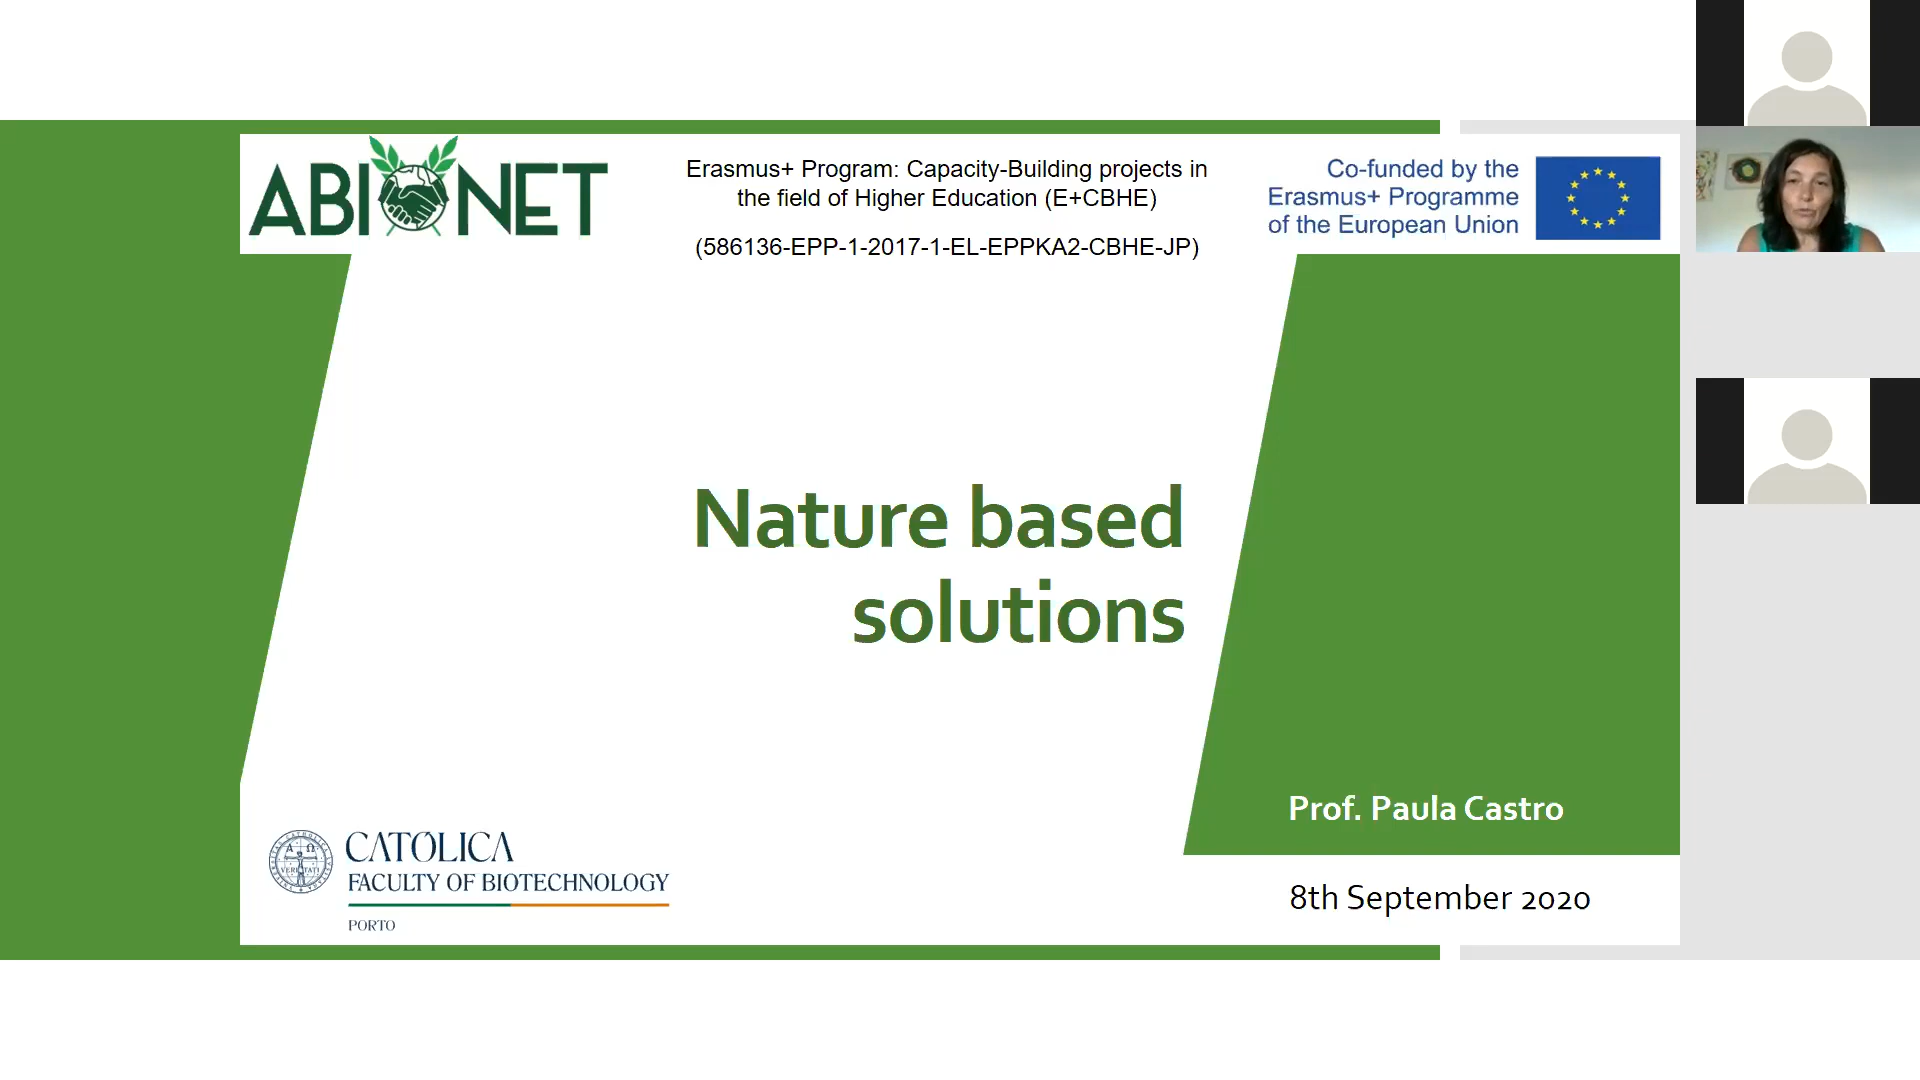 ABIONET
Erasmus+ Program: Capacity-Building projects in
the field of Higher Education (E+CBHE)
(586136-EPP-1-2017-1-EL-EPPKA2-CBHE-JP)
Co-funded by the
Erasmus+ Programme
of the European Union
Nature based
solutions
Prof. Paula Castro
8th September 2020
CATÓLICA
FACULTY OF BIOTECHNOLOGY
PORTO